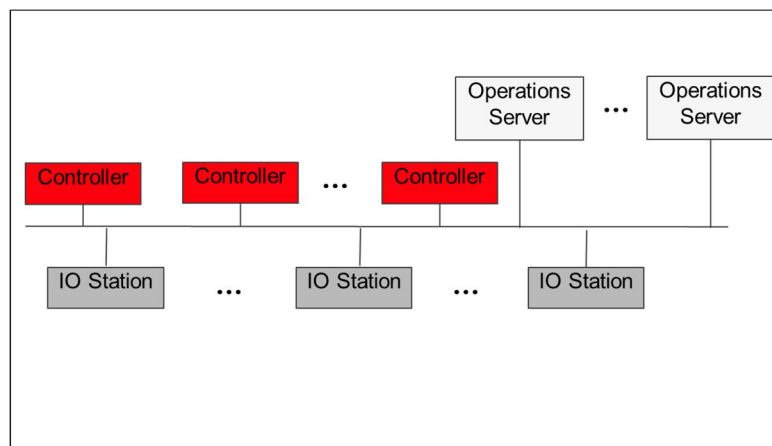 Operations
Server
...
Operations
Server
Controller
Controller
...
Controller
IO Station
...
IO Station
...
IO Station